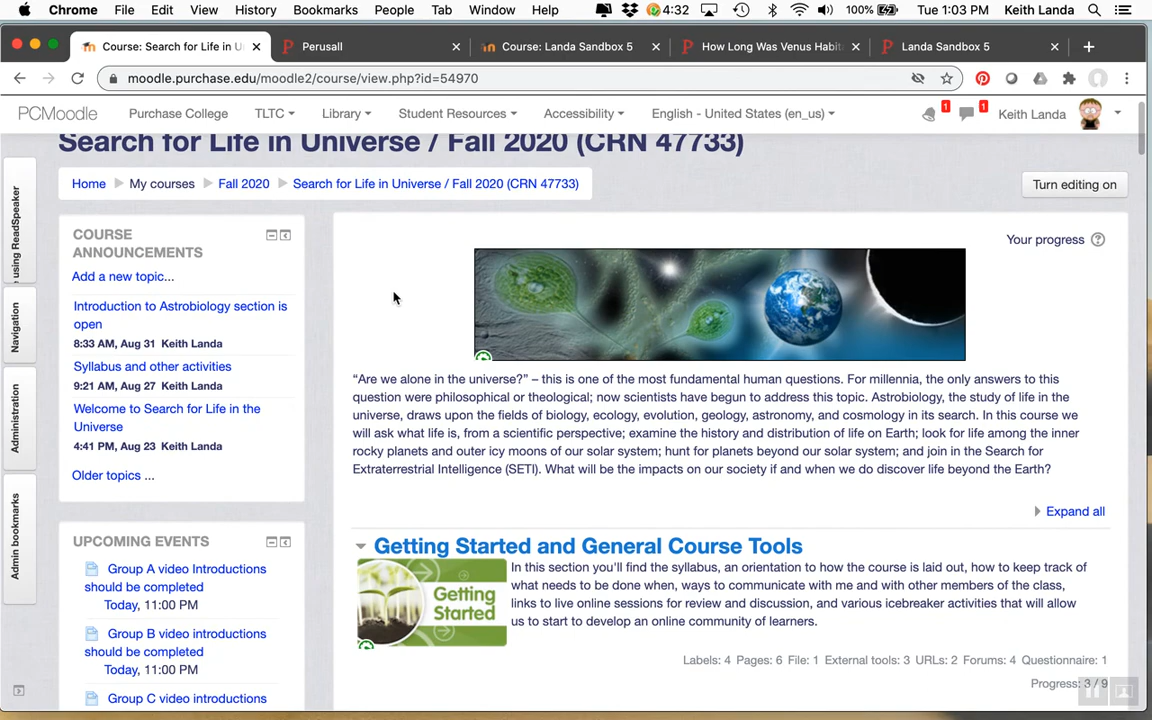 Chrome File Edit View History Bookmarks People Tab Window Help 4:32 100% Tue 1:03 PM Keith Landa
Course: Search for Life in U × Perusall × Course: Landa Sandbox 5 × How Long Was Venus Habit × Landa Sandbox 5 × +
moodle.purchase.edu/moodle2/course/view.php?id=54970
PCMoodle Purchase College TLTC Library Student Resources Accessibility English - United States (en_us) 1 1 Keith Landa
Search for Life in Universe / Fall 2020 (CRN 47733)
Home My courses Fall 2020 Search for Life in Universe / Fall 2020 (CRN 47733) Turn editing on
using ReadSpeaker
Navigation
Administration
Admin bookmarks
COURSE
ANNOUNCEMENTS
Add a new topic...
Introduction to Astrobiology section is
open
8:33 AM, Aug 31 Keith Landa
Syllabus and other activities
9:21 AM, Aug 27 Keith Landa
Welcome to Search for Life in the
Universe
4:41 PM, Aug 23 Keith Landa
Older topics ...
UPCOMING EVENTS
Group A video Introductions
should be completed
Today, 11:00 PM
Group B video introductions
should be completed
Today, 11:00 PM
Group C video introductions
Your progress ?
“Are we alone in the universe?” – this is one of the most fundamental human questions. For millennia, the only answers to this
question were philosophical or theological; now scientists have begun to address this topic. Astrobiology, the study of life in the
universe, draws upon the fields of biology, ecology, evolution, geology, astronomy, and cosmology in its search. In this course we
will ask what life is, from a scientific perspective; examine the history and distribution of life on Earth; look for life among the inner
rocky planets and outer icy moons of our solar system; hunt for planets beyond our solar system; and join in the Search for
Extraterrestrial Intelligence (SETI). What will be the impacts on our society if and when we do discover life beyond the Earth?
Expand all
Getting Started and General Course Tools
Getting
Started
In this section you'll find the syllabus, an orientation to how the course is laid out, how to keep track of
what needs to be done when, ways to communicate with me and with other members of the class,
links to live online sessions for review and discussion, and various icebreaker activities that will allow
us to start to develop an online community of learners.
Labels: 4 Pages: 6 File: 1 External tools: 3 URLs: 2 Forums: 4 Questionnaire: 1
Progress: 3 / 9